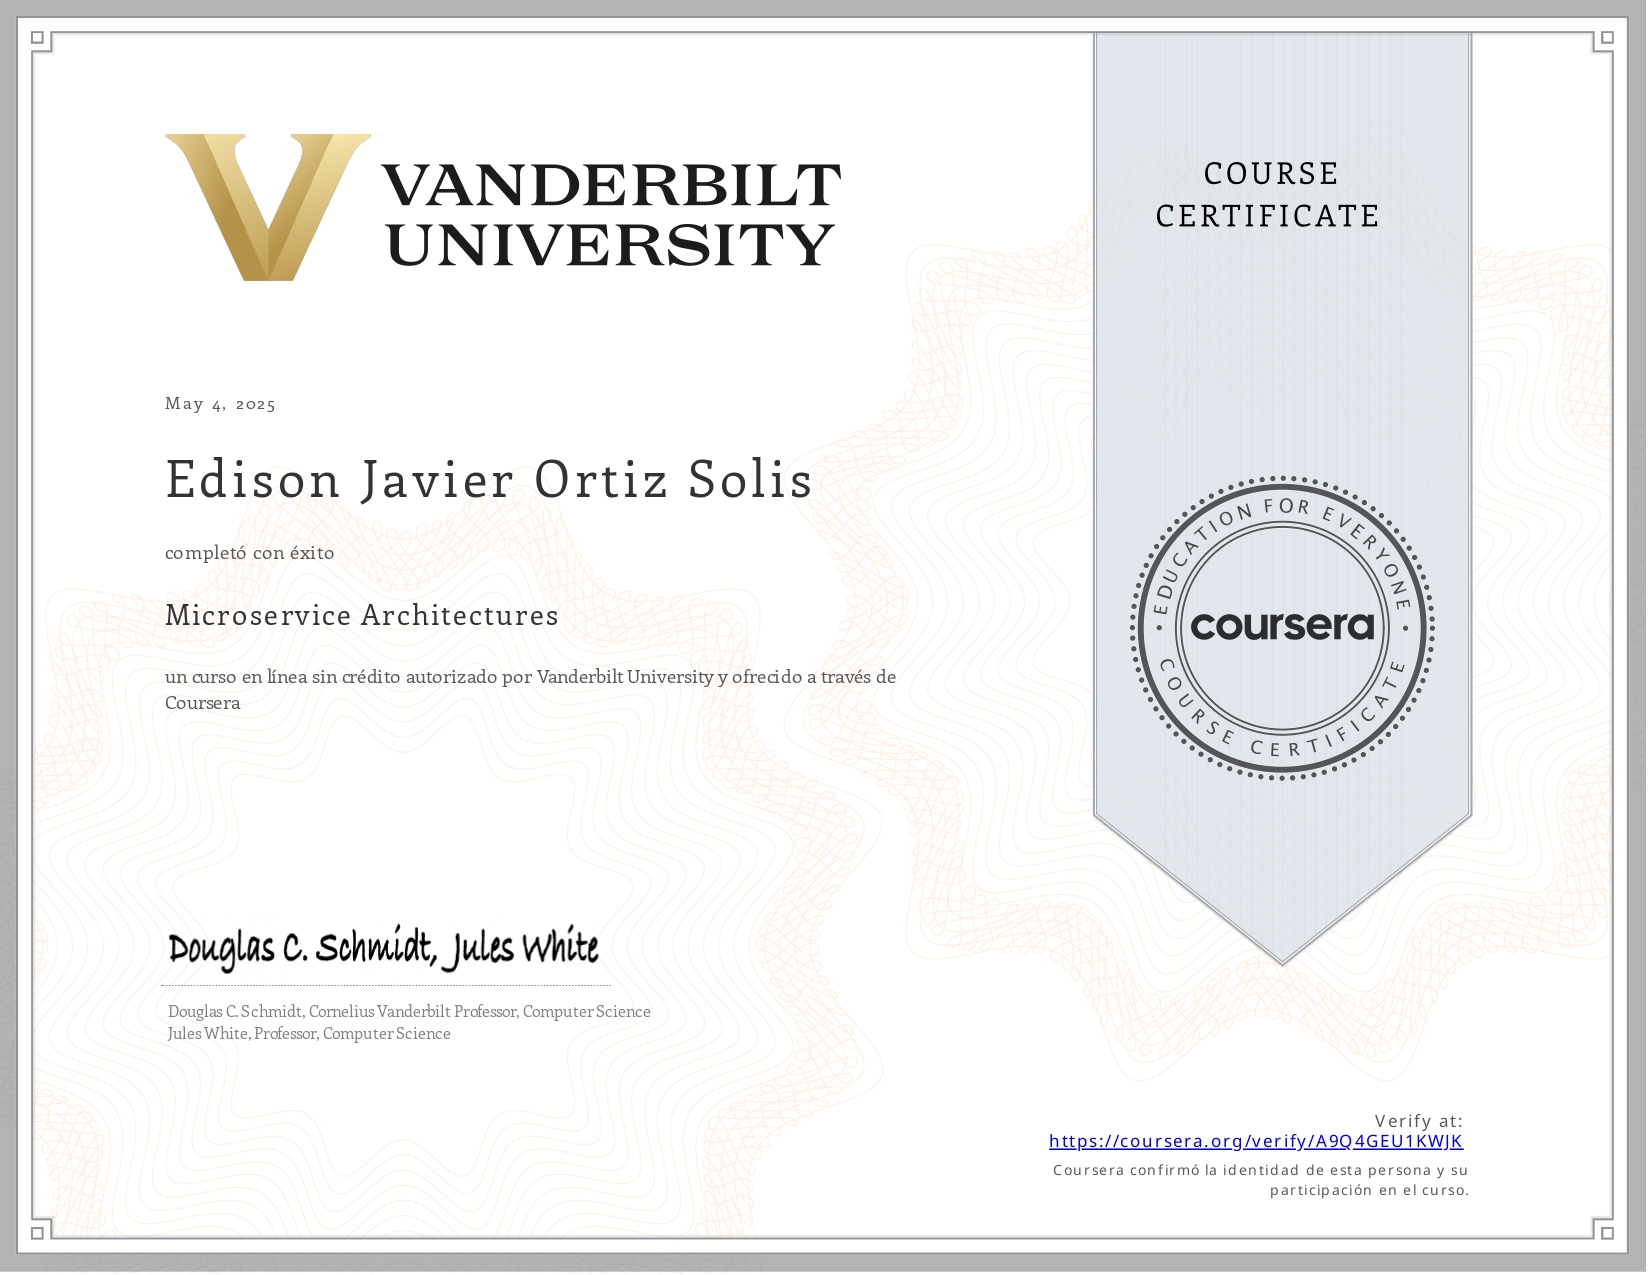 VANDERBILT
UNIVERSITY
COURSE
CERTIFICATE
May 4, 2025
Edison Javier Ortiz Solis
completó con éxito
Microservice Architectures
un curso en línea sin crédito autorizado por Vanderbilt University y ofrecido a través de
Coursera
EDUCATION FOR EVERYONE
coursera
COURSE CERTIFICATE
Douglas C. Schmidt, Jules White
Douglas C. Schmidt, Cornelius Vanderbilt Professor, Computer Science
Jules White, Professor, Computer Science
Verify at:
https://coursera.org/verify/A9Q4GEU1KWJK
Coursera confirmó la identidad de esta persona y su
participación en el curso.